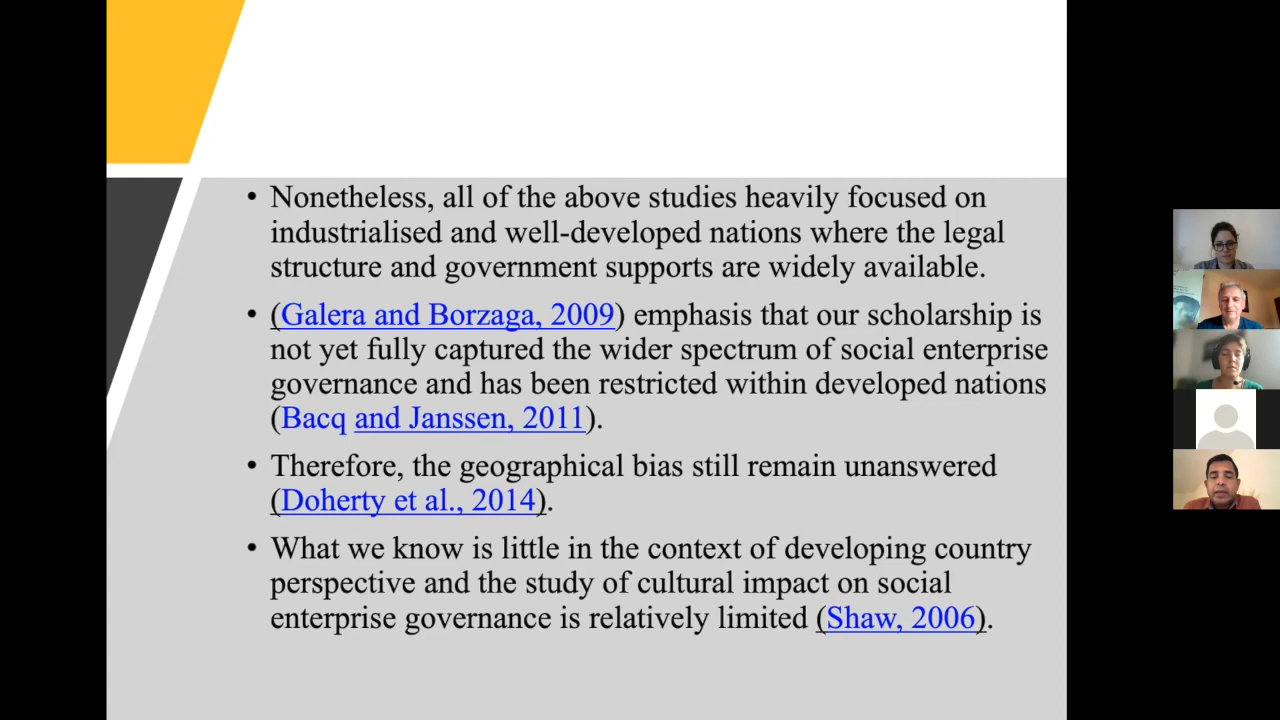 • Nonetheless, all of the above studies heavily focused on
industrialised and well-developed nations where the legal
structure and government supports are widely available.
• (Galera and Borzaga, 2009) emphasis that our scholarship is
not yet fully captured the wider spectrum of social enterprise
governance and has been restricted within developed nations
(Bacq and Janssen, 2011).
• Therefore, the geographical bias still remain unanswered
(Doherty et al., 2014).
• What we know is little in the context of developing country
perspective and the study of cultural impact on social
enterprise governance is relatively limited (Shaw, 2006).